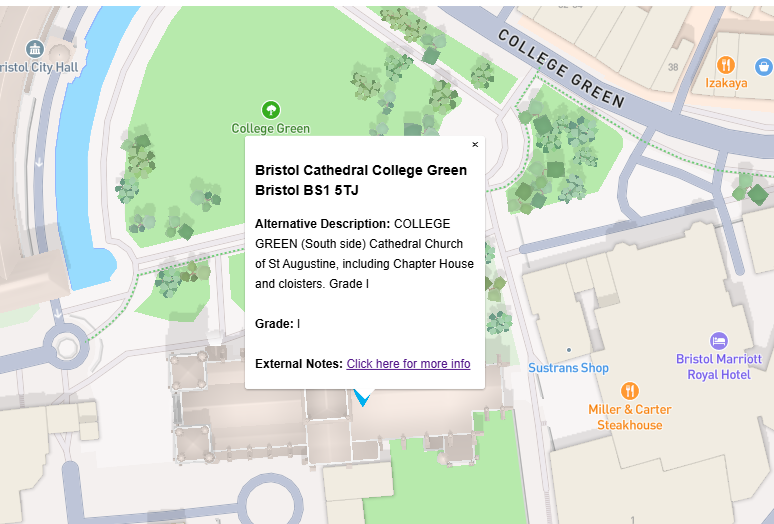 COLLEGE GREEN
38
Izakaya
ristol City Hall
College Green
×
Bristol Cathedral College Green
Bristol BS1 5TJ
Alternative Description: COLLEGE
GREEN (South side) Cathedral Church
of St Augustine, including Chapter House
and cloisters. Grade I
Grade: I
External Notes: Click here for more info
Sustrans Shop
Bristol Marriott
Royal Hotel
Miller & Carter
Steakhouse
1